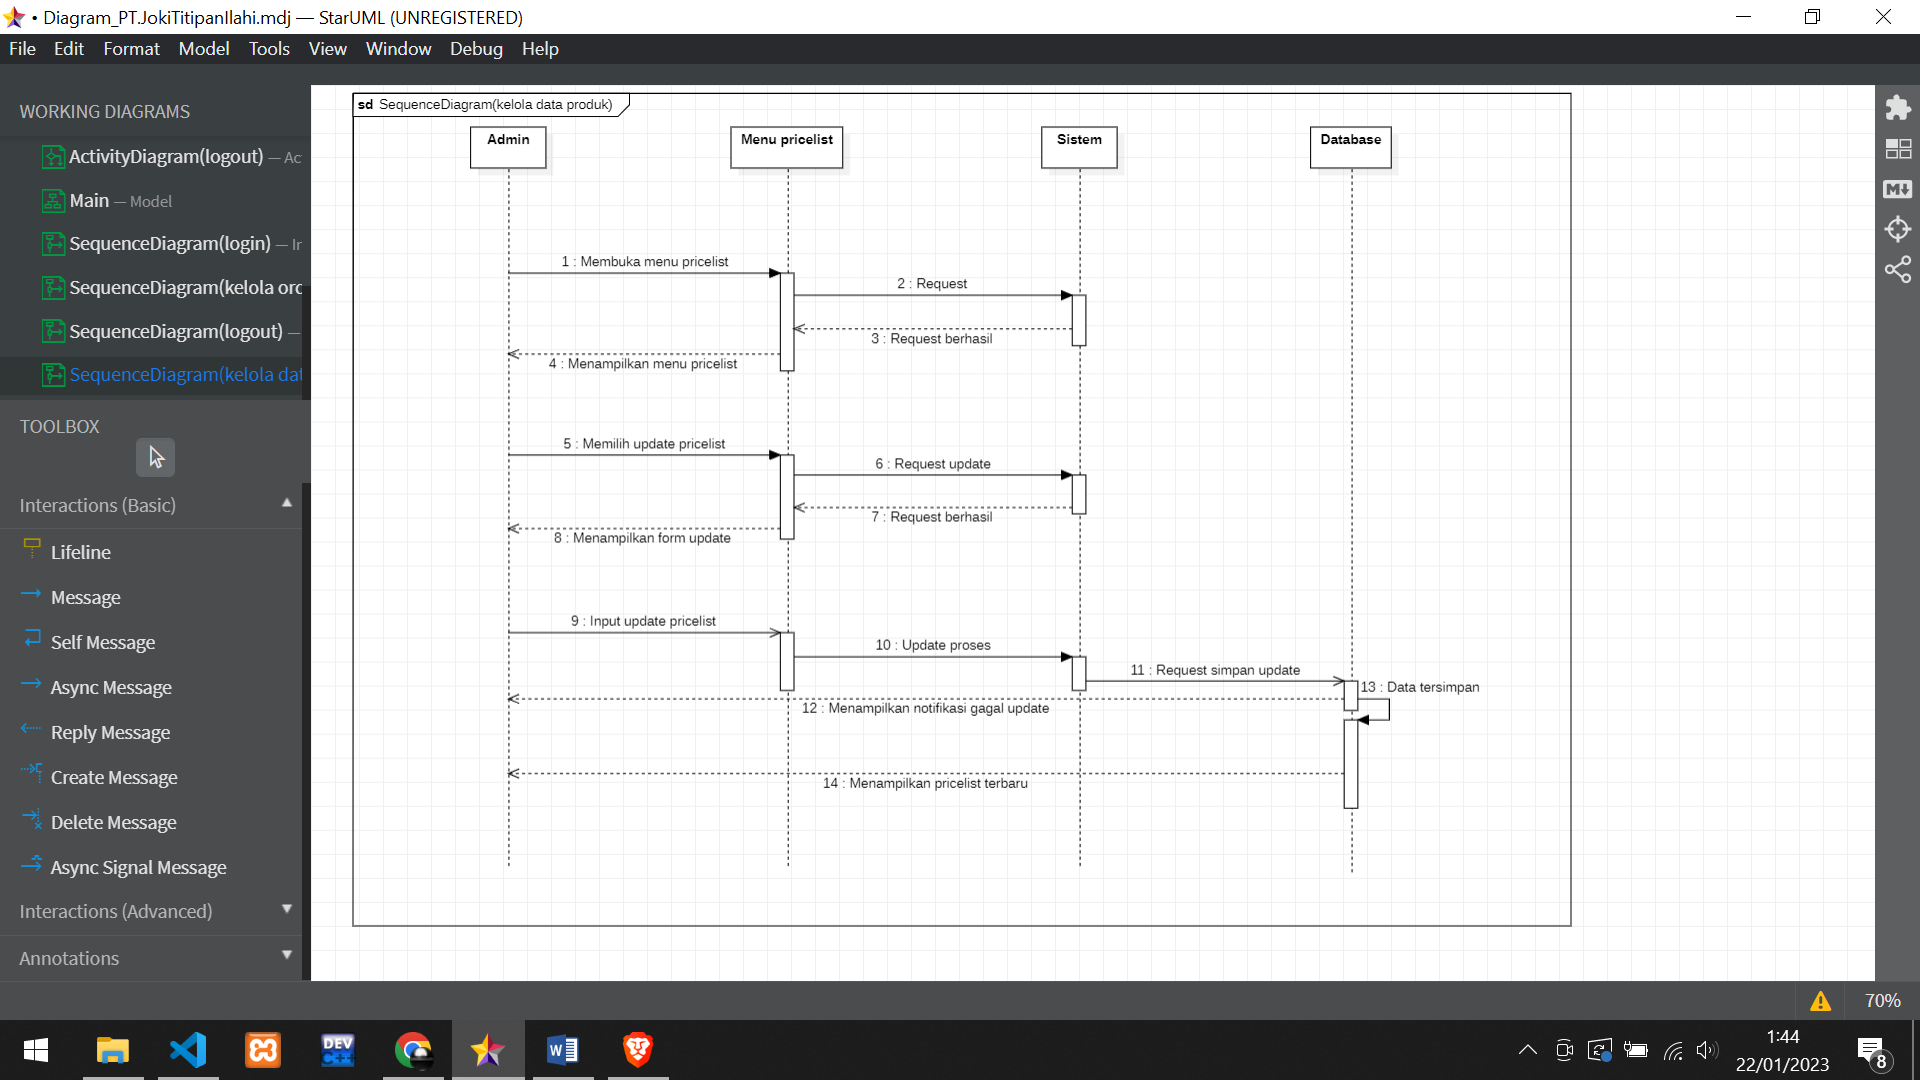 • Diagram_PT.JokiTitipanIlahi.mdj — StarUML (UNREGISTERED)
File Edit Format Model Tools View Window Debug Help
WORKING DIAGRAMS
ActivityDiagram(logout) — Ac
Main — Model
SequenceDiagram(login) — Ir
SequenceDiagram(kelola orc
SequenceDiagram(logout) —
SequenceDiagram(kelola dat
TOOLBOX
Interactions (Basic)
Lifeline
Message
Self Message
Async Message
Reply Message
Create Message
Delete Message
Async Signal Message
Interactions (Advanced)
Annotations
sd SequenceDiagram(kelola data produk)
Admin
Menu pricelist
Sistem
Database
1 : Membuka menu pricelist
2 : Request
3 : Request berhasil
4 : Menampilkan menu pricelist
5 : Memilih update pricelist
6 : Request update
7 : Request berhasil
8 : Menampilkan form update
9 : Input update pricelist
10 : Update proses
11 : Request simpan update
13 : Data tersimpan
12 : Menampilkan notifikasi gagal update
14 : Menampilkan pricelist terbaru
M
70%
DEV
C++
W
1:44
22/01/2023
8